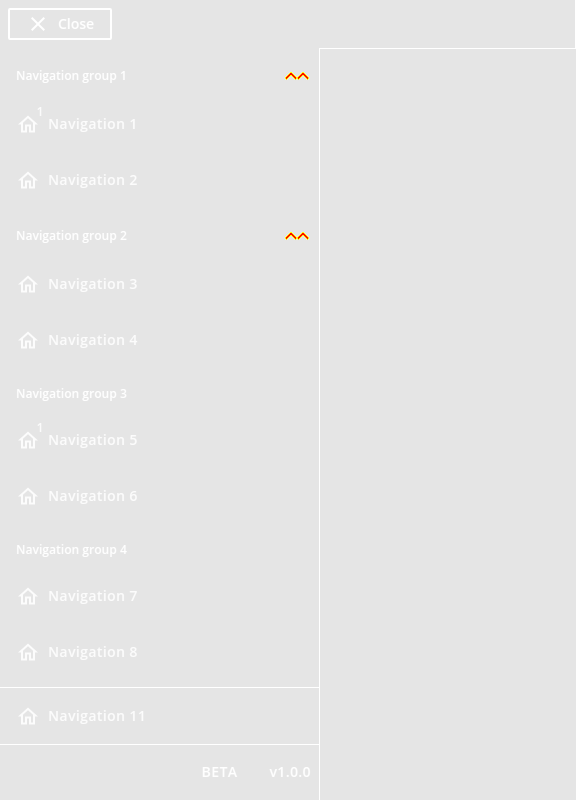 Close
Navigation group 1
1
Navigation 1
Navigation 2
Navigation group 2
Navigation 3
Navigation 4
Navigation group 3
1
Navigation 5
Navigation 6
Navigation group 4
Navigation 7
Navigation 8
Navigation 11
BETA v1.0.0